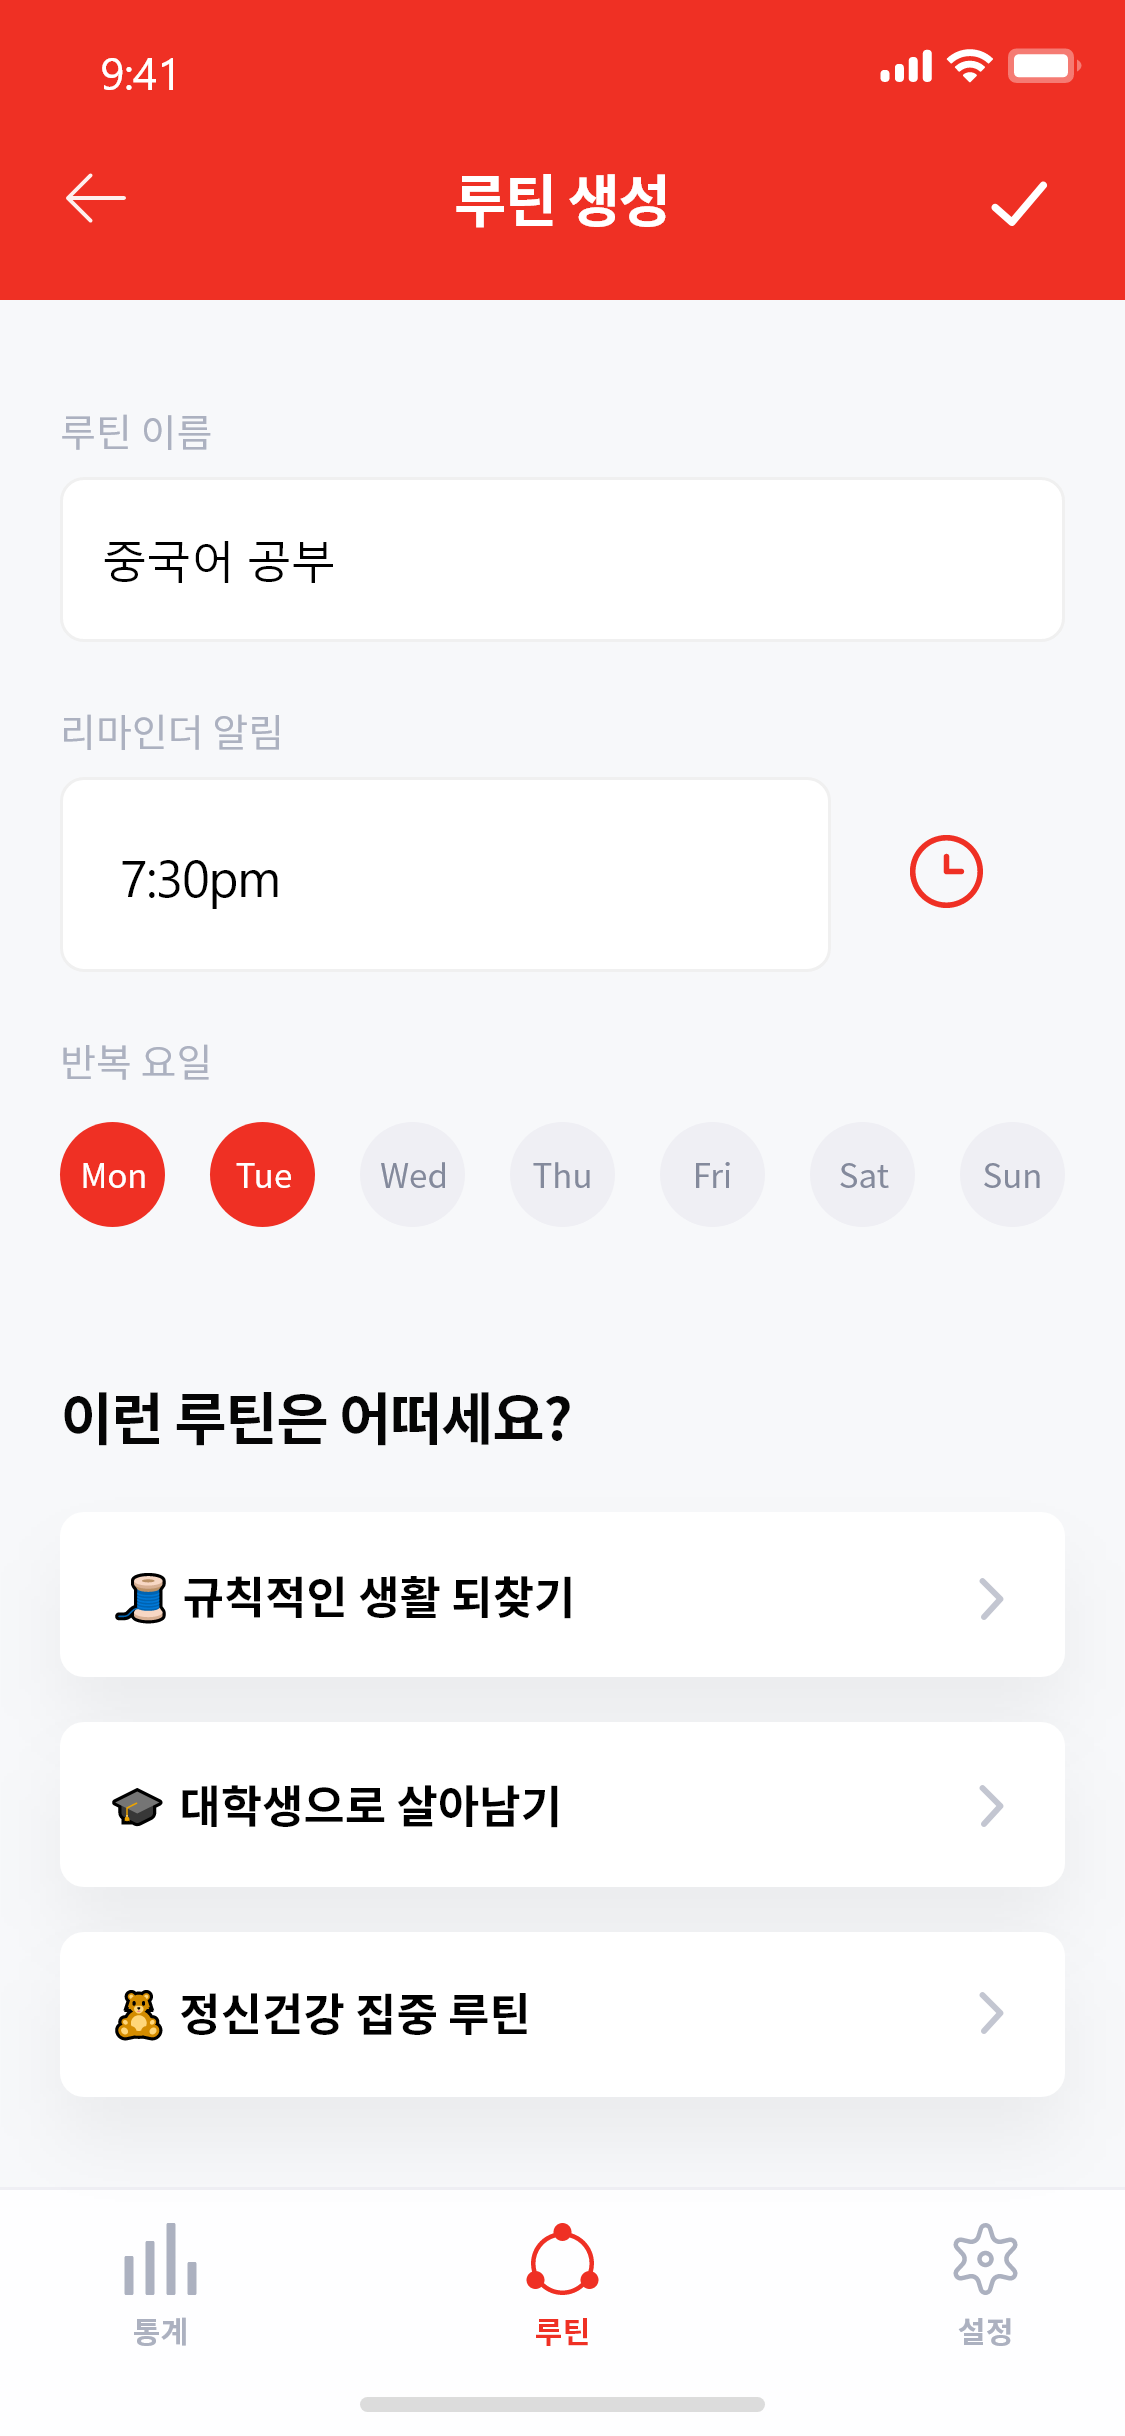 9:41
루틴 생성
루틴 이름
중국어 공부
리마인더 알림
7:30pm
반복 요일
Mon Tue Wed Thu Fri Sat Sun
이런 루틴은 어떠세요?
규칙적인 생활 되찾기
대학생으로 살아남기
정신건강 집중 루틴
통계 루틴 설정